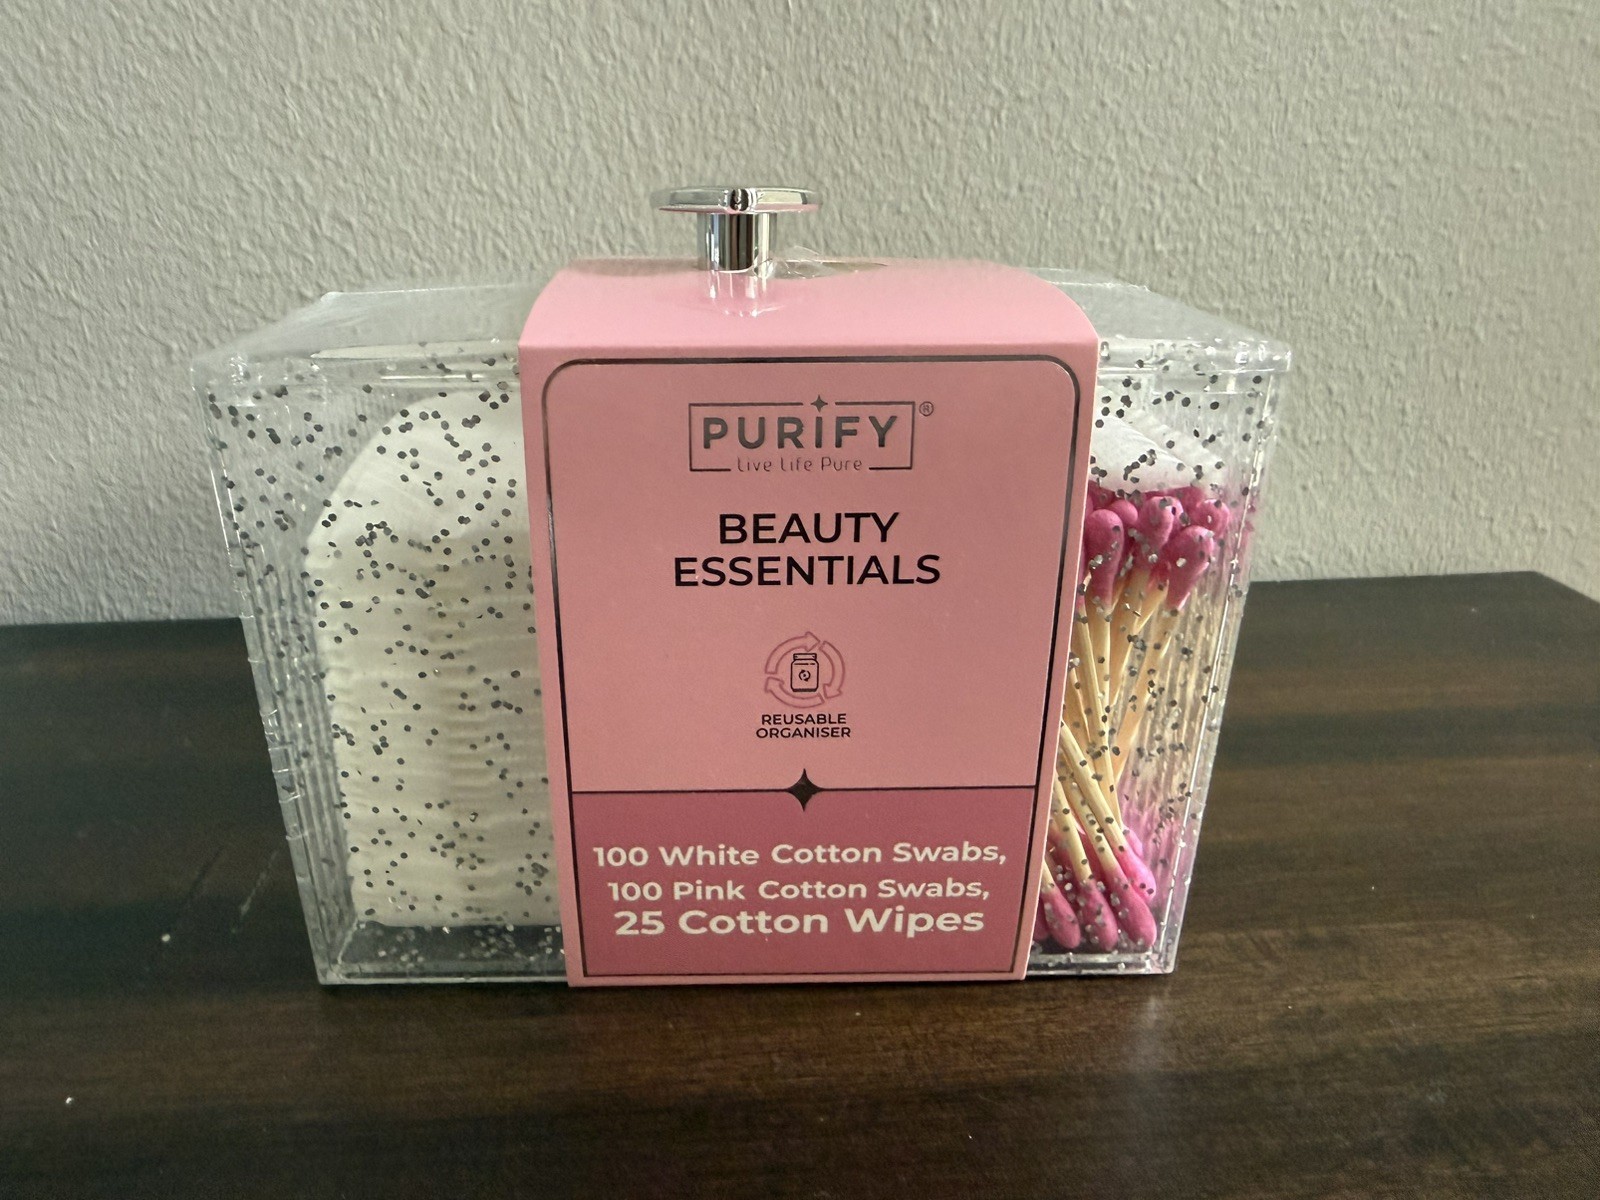 PURIFY®
Live Life Pure
BEAUTY
ESSENTIALS
REUSABLE
ORGANISER
100 White Cotton Swabs,
100 Pink Cotton Swabs,
25 Cotton Wipes